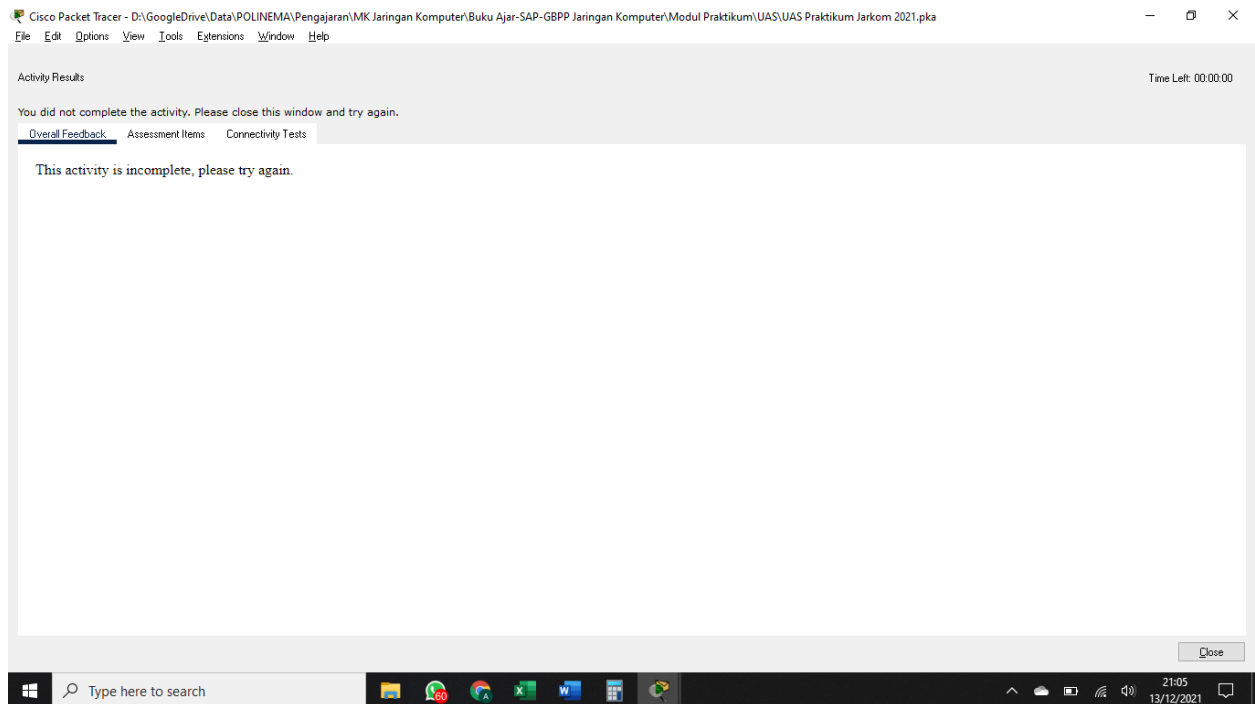 Cisco Packet Tracer - D:\GoogleDrive\Data\POLINEMA\Pengajaran\MK Jaringan Komputer\Buku Ajar-SAP-GBPP Jaringan Komputer\Modul Praktikum\UAS\UAS Praktikum Jarkom 2021.pka
File Edit Options View Tools Extensions Window Help
Activity Results Time Left: 00:00:00
You did not complete the activity. Please close this window and try again.
Overall Feedback Assessment Items Connectivity Tests
This activity is incomplete, please try again.
Close
Type here to search 60 21:05
13/12/2021